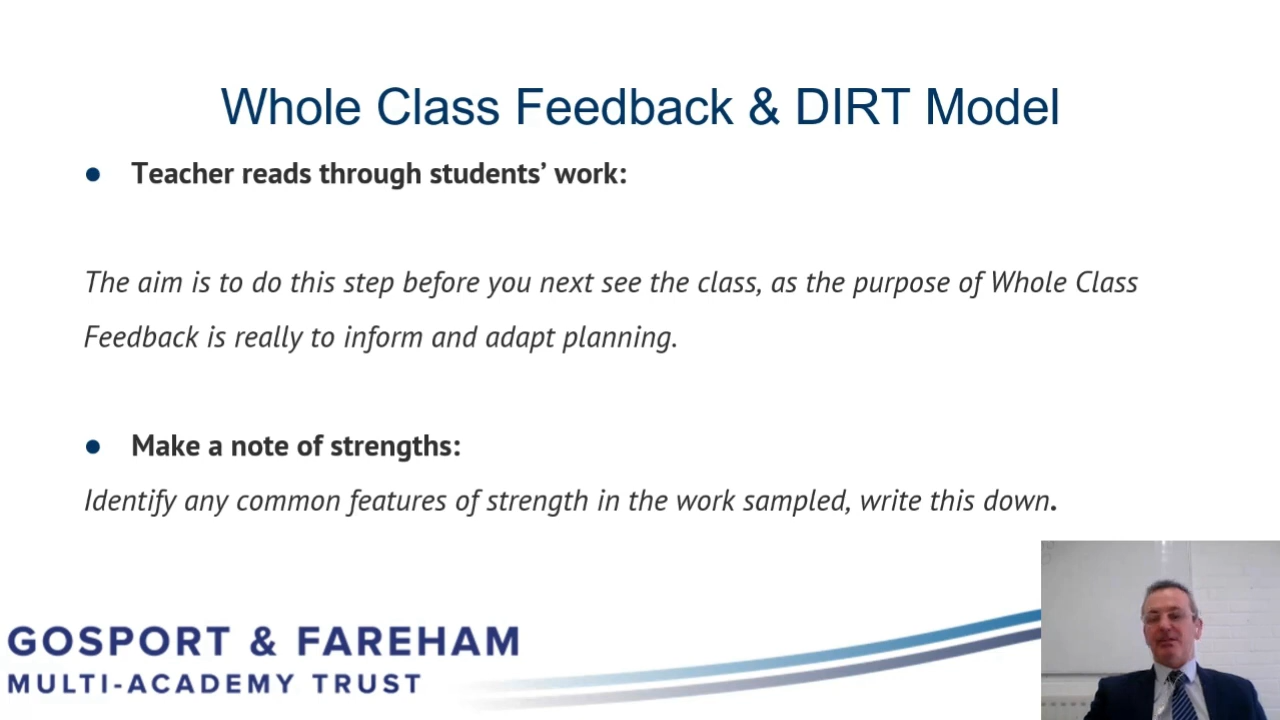 Whole Class Feedback & DIRT Model
● Teacher reads through students’ work:
The aim is to do this step before you next see the class, as the purpose of Whole Class
Feedback is really to inform and adapt planning.
● Make a note of strengths:
Identify any common features of strength in the work sampled, write this down.
GOSPORT & FAREHAM
MULTI-ACADEMY TRUST